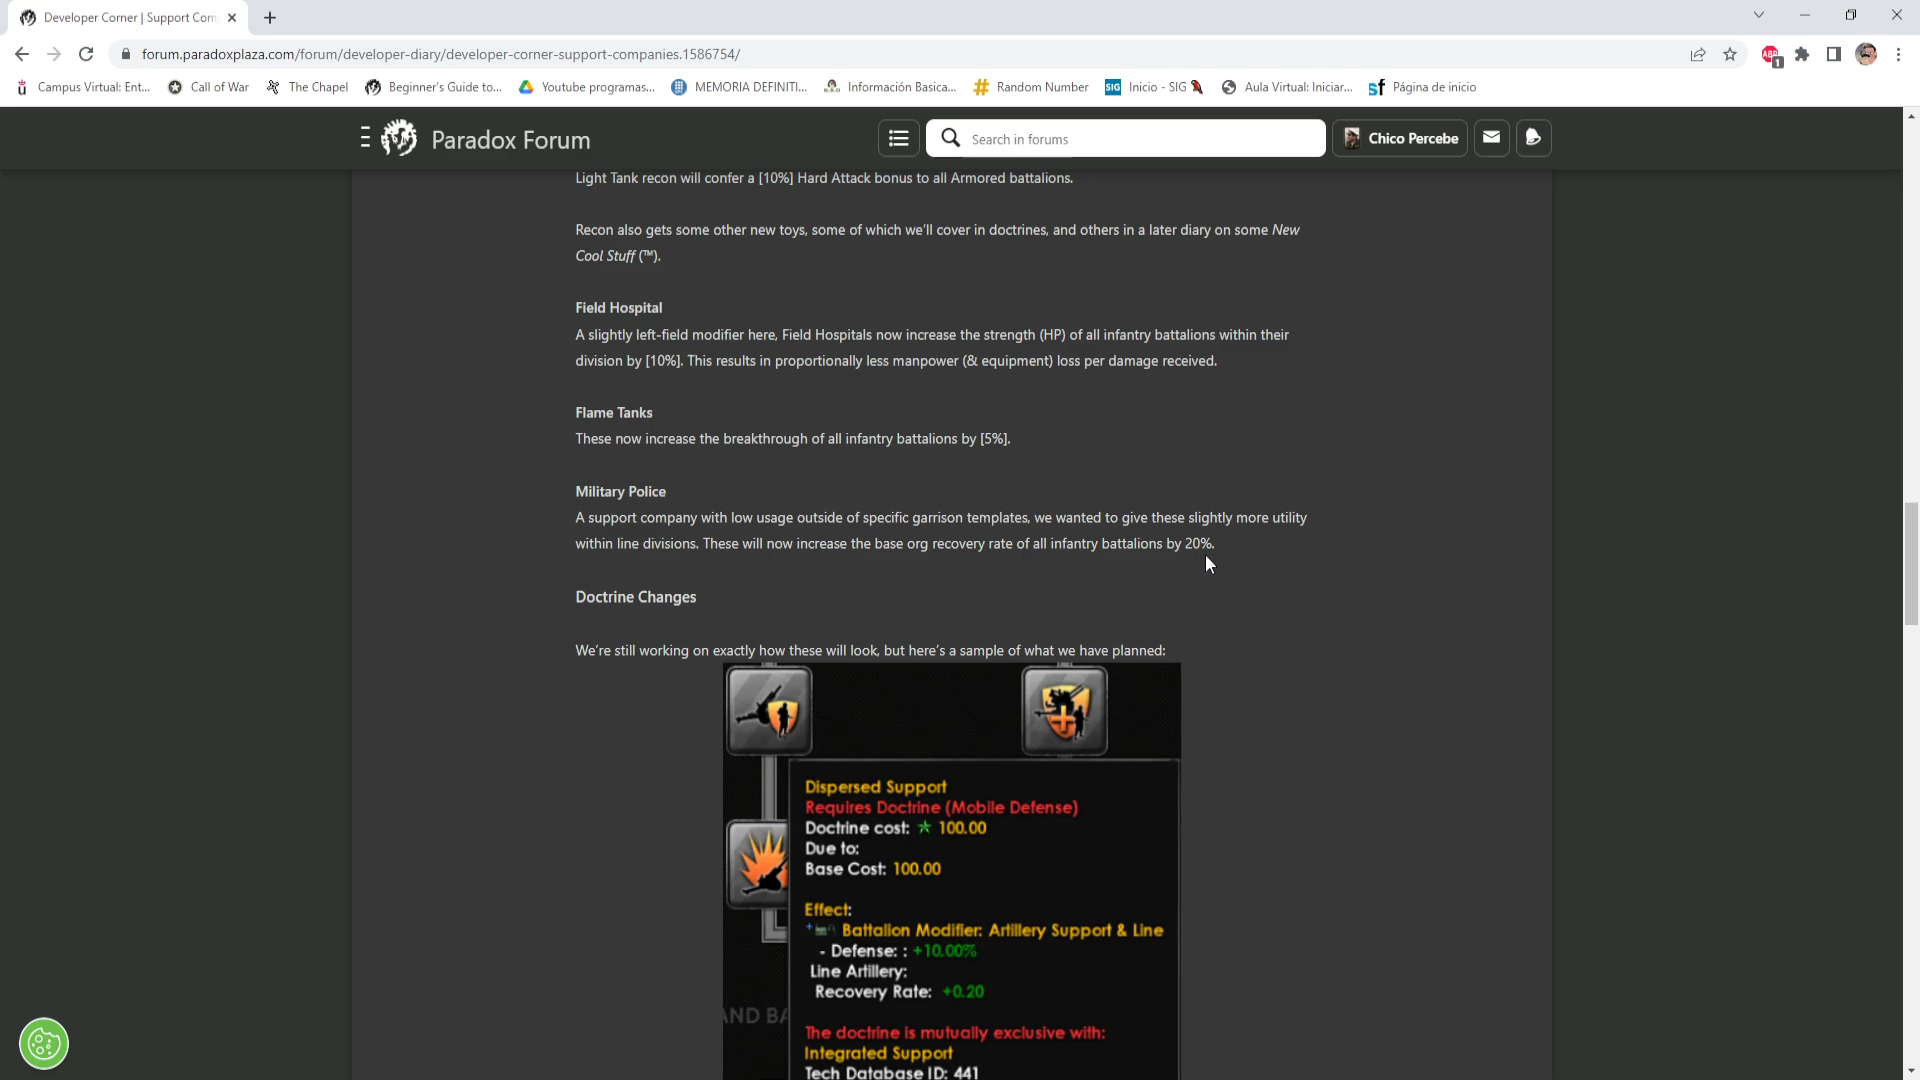 Developer Corner | Support Com
forum.paradoxplaza.com/forum/developer-diary/developer-corner-support-companies.1586754/
ABP
1
Campus Virtual: Ent...
Call of War
The Chapel
Beginner's Guide to...
Youtube programas...
MEMORIA DEFINITI...
Información Basica...
Random Number
SIG
Inicio - SIG
Aula Virtual: Iniciar...
sf
Página de inicio
Paradox Forum
Search in forums
Chico Percebe
Light Tank recon will confer a [10%] Hard Attack bonus to all Armored battalions.
Recon also gets some other new toys, some of which we'll cover in doctrines, and others in a later diary on some New
Cool Stuff (™).
Field Hospital
A slightly left-field modifier here, Field Hospitals now increase the strength (HP) of all infantry battalions within their
division by [10%]. This results in proportionally less manpower (& equipment) loss per damage received.
Flame Tanks
These now increase the breakthrough of all infantry battalions by [5%].
Military Police
A support company with low usage outside of specific garrison templates, we wanted to give these slightly more utility
within line divisions. These will now increase the base org recovery rate of all infantry battalions by 20%.
Doctrine Changes
We're still working on exactly how these will look, but here's a sample of what we have planned:
Dispersed Support
Requires Doctrine (Mobile Defense)
Doctrine cost: 100.00
Due to:
Base Cost: 100.00
Effect:
Battalion Modifier: Artillery Support & Line
- Defense: : +10.00%
Line Artillery:
Recovery Rate: +0.20
AND BA
The doctrine is mutually exclusive with:
Integrated Support
Tech Database ID: 441